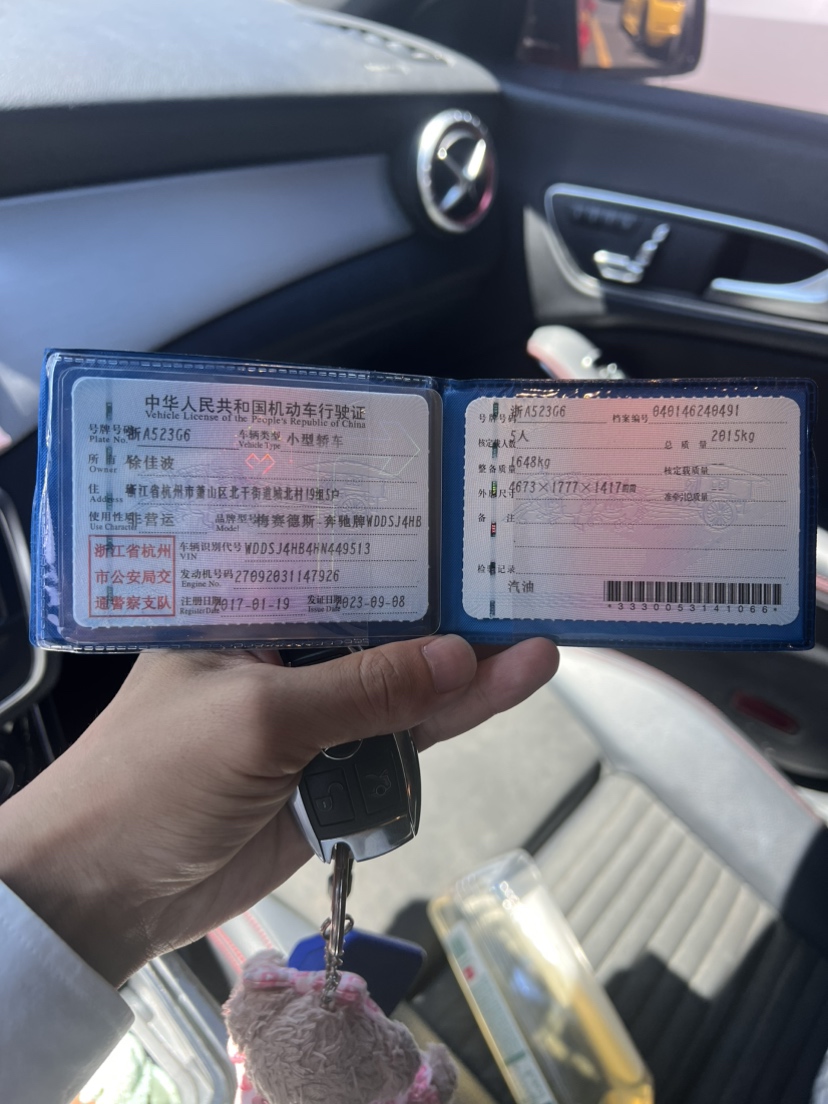 中华人民共和国机动车行驶证
Vehicle License of the People's Republic of China
号牌号码 浙A523G6 车辆类型 小型轿车
Plate No. Vehicle Type
所有 徐佳波
Owner
住 浙江省杭州市萧山区北干街道城北村19组5户
Address
使用性质 非营运 品牌型号 梅赛德斯-奔驰牌WDDSJ4HB
Use Character Model
浙江省杭州
市公安局交
通警察支队
车辆识别代号 WDDSJ4HB4HN449513
VIN
发动机号码 27092031147926
Engine No.
注册日期 017-01-19 发证日期 023-09-08
Register Date Issue Date
号牌号码 浙A523G6 档案编号 040146240491
核定载人数 人 总质量 2015kg
整备质量 1648kg 核定载质量
外廓尺寸 4673×1777×1417mm 准牵引总质量
备注
检验记录
汽油
*3330053141066*